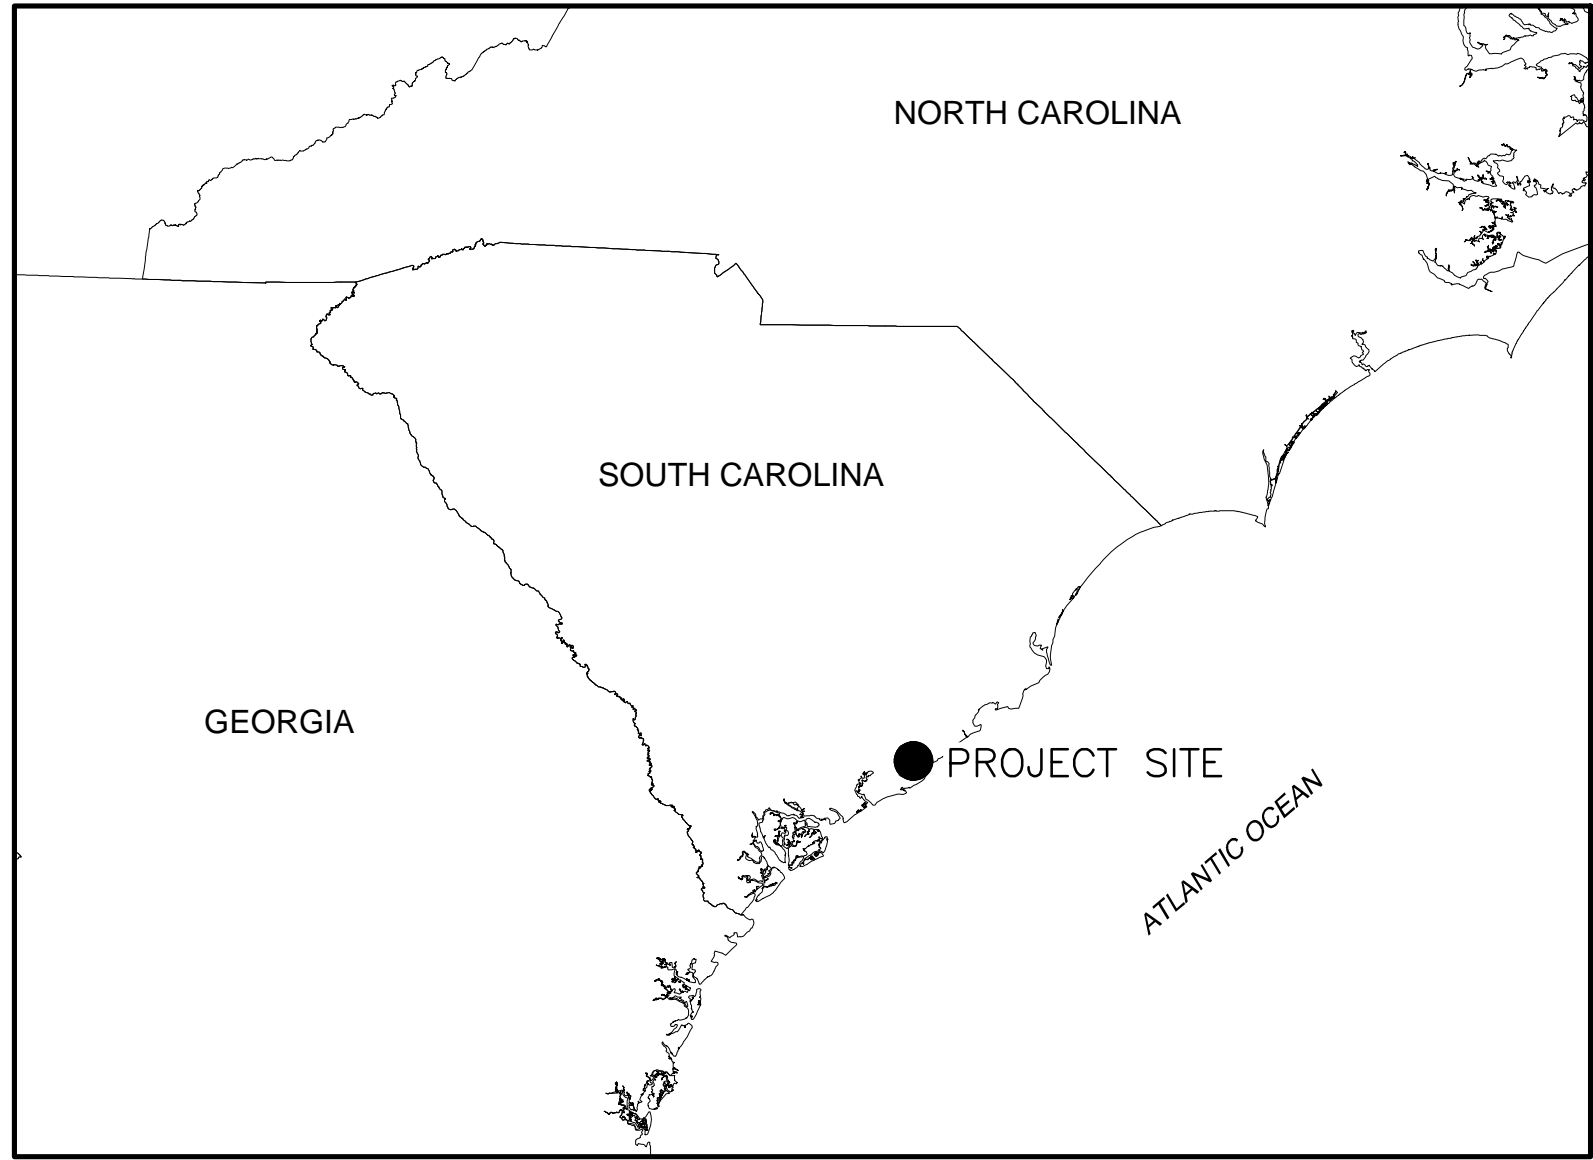 NORTH CAROLINA
SOUTH CAROLINA
GEORGIA
PROJECT SITE
ATLANTIC OCEAN